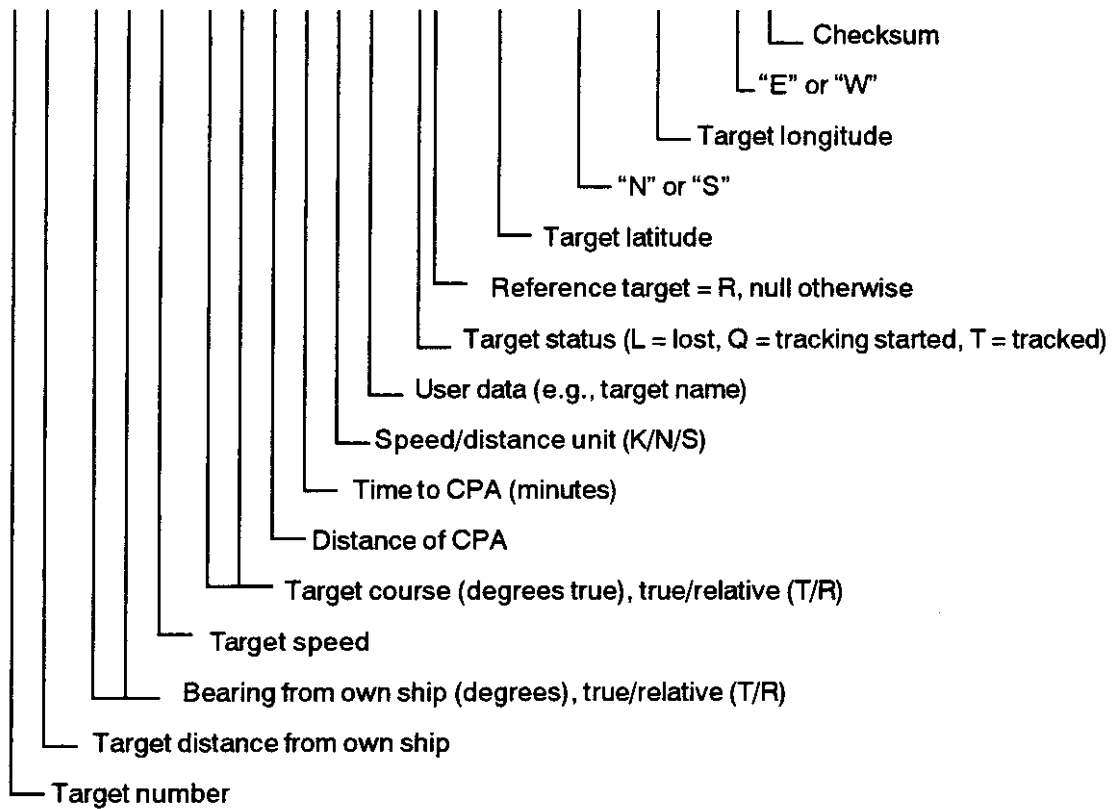 Checksum
“E” or “W”
Target longitude
“N” or “S”
Target latitude
Reference target = R, null otherwise
Target status (L = lost, Q = tracking started, T = tracked)
User data (e.g., target name)
Speed/distance unit (K/N/S)
Time to CPA (minutes)
Distance of CPA
Target course (degrees true), true/relative (T/R)
Target speed
Bearing from own ship (degrees), true/relative (T/R)
Target distance from own ship
Target number